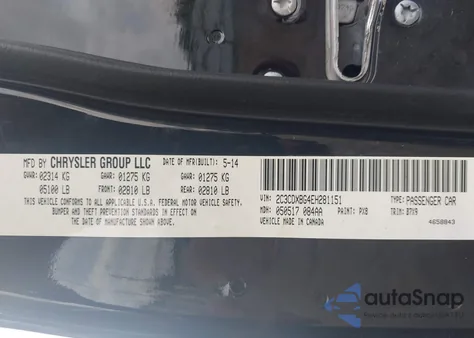 MFD BY CHRYSLER GROUP LLC DATE OF MFR(BUILT): 5-14
GVWR: 02314 KG GAWR: 01275 KG GAWR: 01275 KG
05100 LB FRONT: 02810 LB REAR: 02810 LB
THIS VEHICLE CONFORMS TO ALL APPLICABLE U.S.A. FEDERAL MOTOR VEHICLE SAFETY,
BUMPER AND THEFT PREVENTION STANDARDS IN EFFECT ON THE DATE OF MANUFACTURE
SHOWN ABOVE.
VIN: 2C3CDXBG4EH281151 TYPE: PASSENGER CAR
MDH: 050517 084AA PAINT: PX8 TRIM: BTX9
VEHICLE MADE IN CANADA 4658843
autoSnap